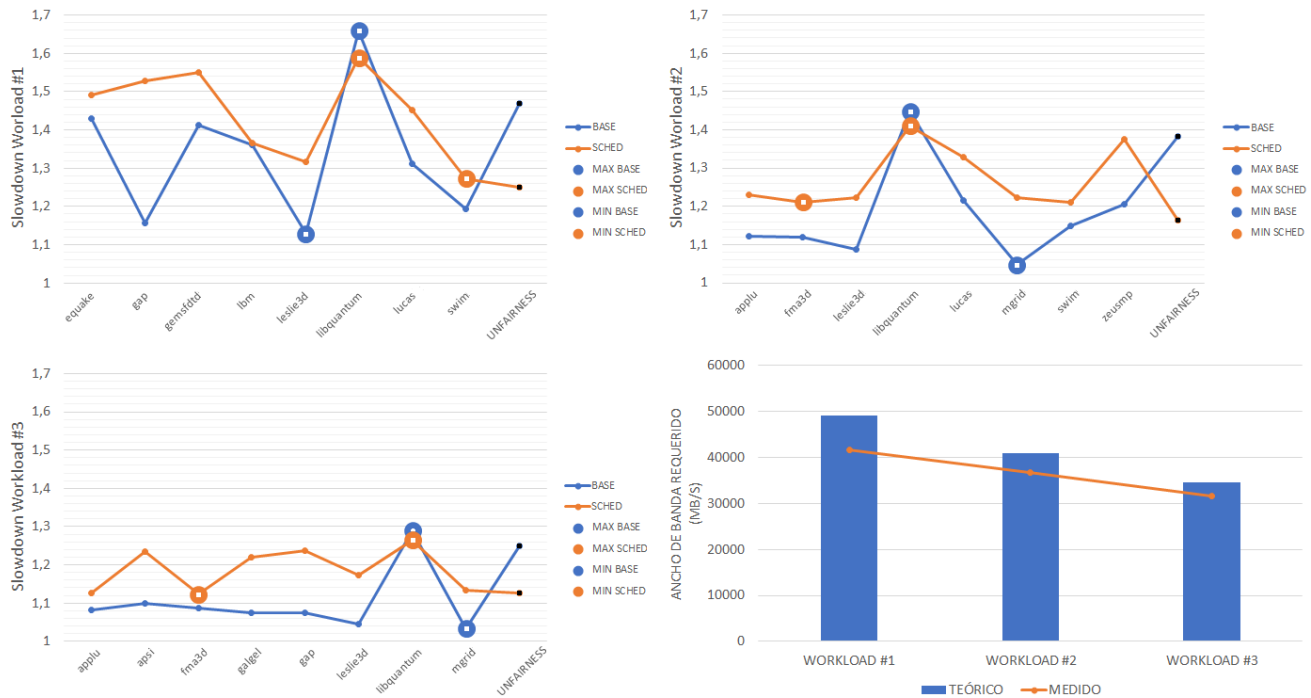 Slowdown Worload #1
1,7
1,6
1,5
1,4
1,3
1,2
1,1
1
equake
gap
gemsfdtd
lbm
leslie3d
libquantum
lucas
swim
UNFAIRNESS
BASE
SCHED
MAX BASE
MAX SCHED
MIN BASE
MIN SCHED
Slowdown Worload #2
1,7
1,6
1,5
1,4
1,3
1,2
1,1
1
applu
fma3d
leslie3d
libquantum
lucas
mgrid
swim
zeusmp
UNFAIRNESS
BASE
SCHED
MAX BASE
MAX SCHED
MIN BASE
MIN SCHED
Slowdown Workload #3
1,7
1,6
1,5
1,4
1,3
1,2
1,1
1
applu
apsi
fma3d
galgel
gap
leslie3d
libquantum
mgrid
UNFAIRNESS
BASE
SCHED
MAX BASE
MAX SCHED
MIN BASE
MIN SCHED
ANCHO DE BANDA REQUERIDO
(MB/S)
60000
50000
40000
30000
20000
10000
0
WORKLOAD #1
WORKLOAD #2
WORKLOAD #3
TEÓRICO
MEDIDO